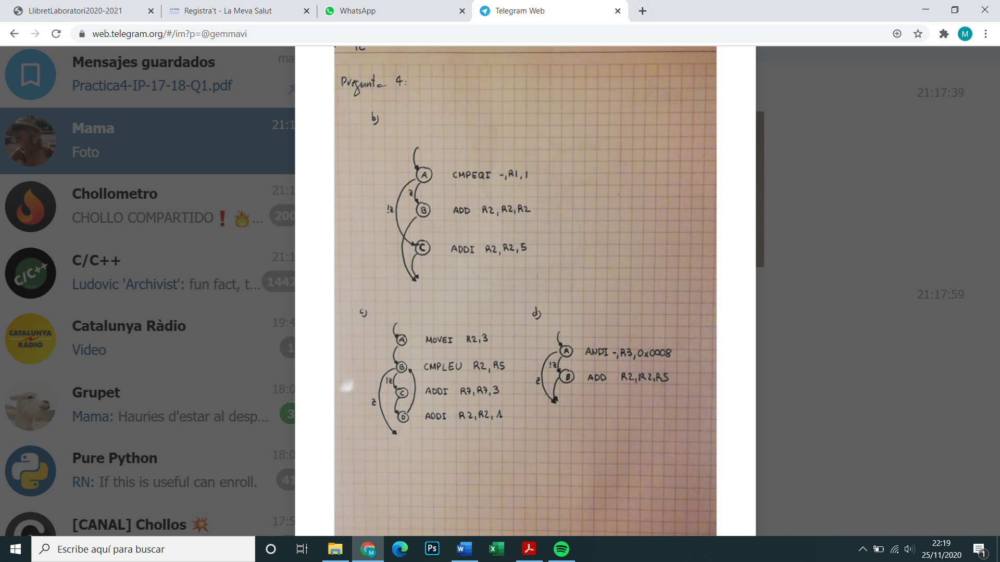 LlibretLaboratori2020-2021
Registra't - La Meva Salut
WhatsApp
Telegram Web
web.telegram.org/#/im?p=@gemmavi
M
Mensajes guardados
ma
Practica4-IP-17-18-Q1.pdf
Mama
21:1
Foto
Chollometro
21:1
CHOLLO COMPARTIDO❗🔥...
200
C/C++
21:1
C/C++
Ludovic 'Archivist': fun fact, t...
1442
Catalunya Ràdio
19:4
CATALUNYA
RÀDIO
Video
1
Grupet
18:0
Mama: Hauries d'estar al desp...
3
Pure Python
18:0
RN: If this is useful can enroll.
41
[CANAL] Chollos 💥
17:5
21:17:39
21:17:59
Pregunta 4:
b)
A CMPEQI -,R1,1
z
!z
B ADD R2,R2,R2
C ADDI R2,R2,5
c)
A MOVEI R2,3
B CMPLEU R2,R5
!z
C ADDI R7,R7,3
z
D ADDI R2,R2,1
d)
A ANDI -,R3,0x0008
!z
B ADD R2,R2,R5
z
Escribe aquí para buscar
M
Ps
W
X
22:19
25/11/2020
1